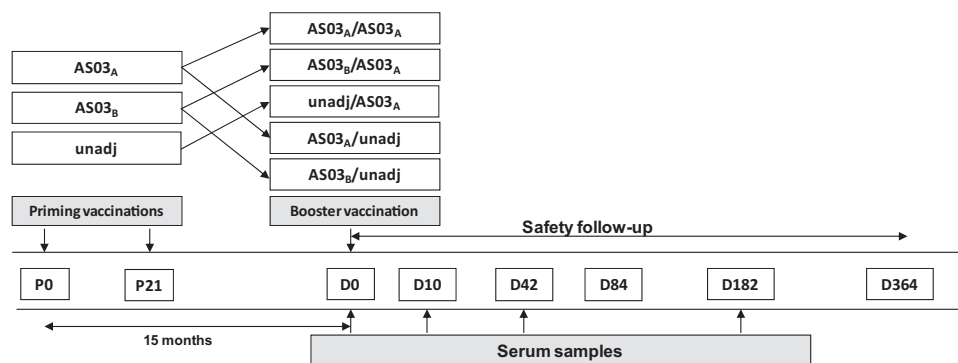 AS03A/AS03A
AS03A
AS03B/AS03A
AS03B
unadj/AS03A
unadj
AS03A/unadj
AS03B/unadj
Priming vaccinations
Booster vaccination
Safety follow-up
P0 P21 D0 D10 D42 D84 D182 D364
15 months
Serum samples